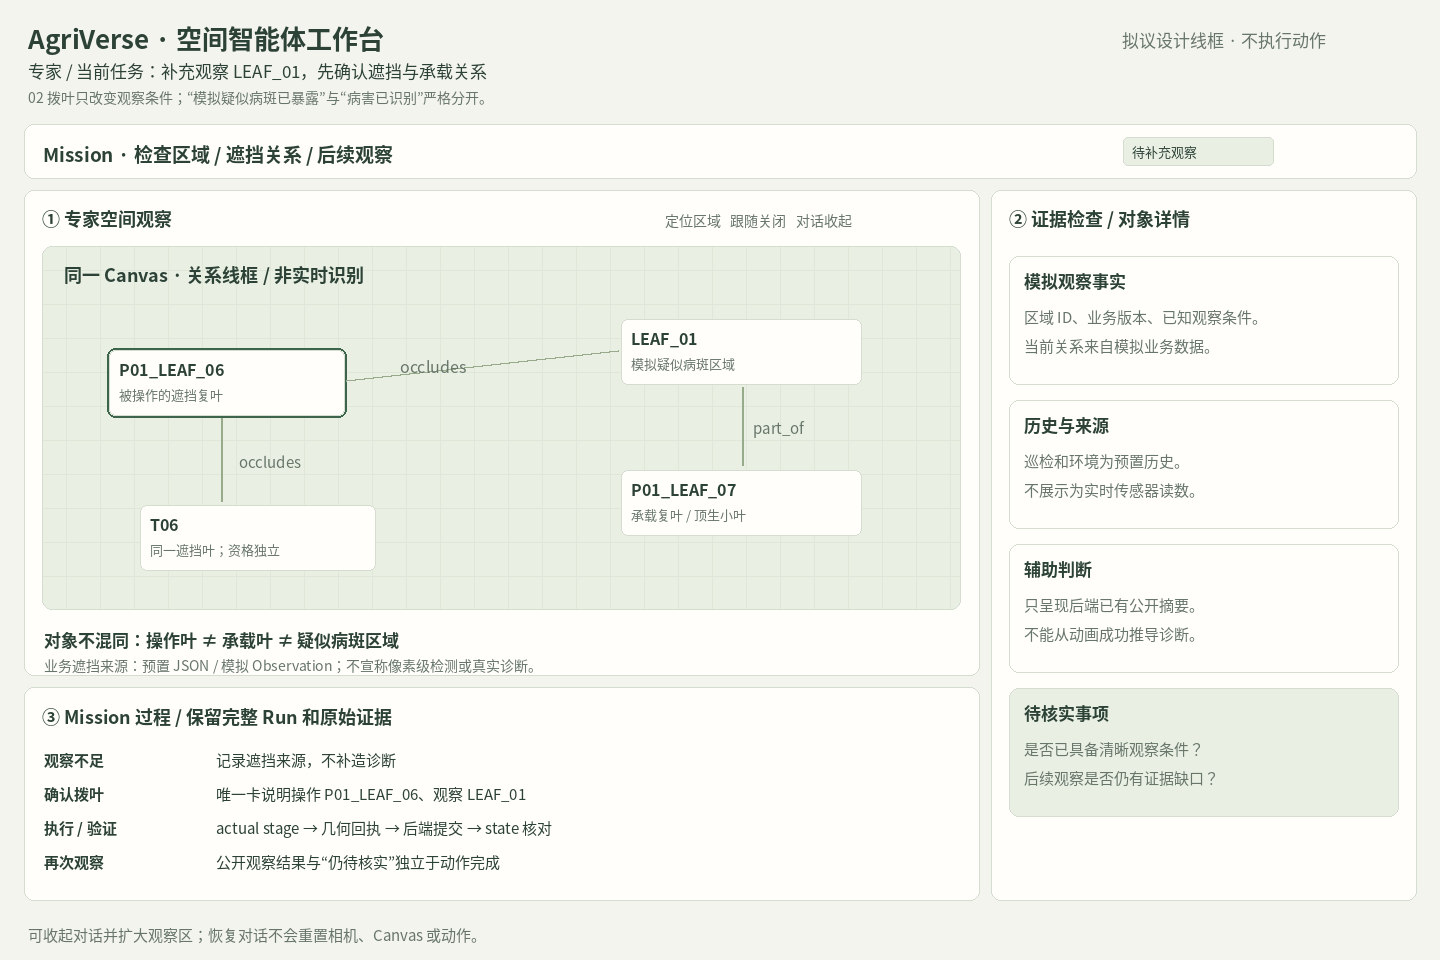 AgriVerse · 空间智能体工作台
拟议设计线框 · 不执行动作
专家 / 当前任务：补充观察 LEAF_01，先确认遮挡与承载关系
02 拨叶只改变观察条件；“模拟疑似病斑已暴露”与“病害已识别”严格分开。
Mission · 检查区域 / 遮挡关系 / 后续观察
待补充观察
① 专家空间观察
定位区域 跟随关闭 对话收起
同一 Canvas · 关系线框 / 非实时识别
P01_LEAF_06
被操作的遮挡复叶
occludes
LEAF_01
模拟疑似病斑区域
occludes
part_of
T06
同一遮挡叶；资格独立
P01_LEAF_07
承载复叶 / 顶生小叶
对象不混同：操作叶 ≠ 承载叶 ≠ 疑似病斑区域
业务遮挡来源：预置 JSON / 模拟 Observation；不宣称像素级检测或真实诊断。
② 证据检查 / 对象详情
模拟观察事实
区域 ID、业务版本、已知观察条件。
当前关系来自模拟业务数据。
历史与来源
巡检和环境为预置历史。
不展示为实时传感器读数。
辅助判断
只呈现后端已有公开摘要。
不能从动画成功推导诊断。
待核实事项
是否已具备清晰观察条件？
后续观察是否仍有证据缺口？
③ Mission 过程 / 保留完整 Run 和原始证据
观察不足 记录遮挡来源，不补造诊断
确认拨叶 唯一卡说明操作 P01_LEAF_06、观察 LEAF_01
执行 / 验证 actual stage → 几何回执 → 后端提交 → state 核对
再次观察 公开观察结果与“仍待核实”独立于动作完成
可收起对话并扩大观察区；恢复对话不会重置相机、Canvas 或动作。